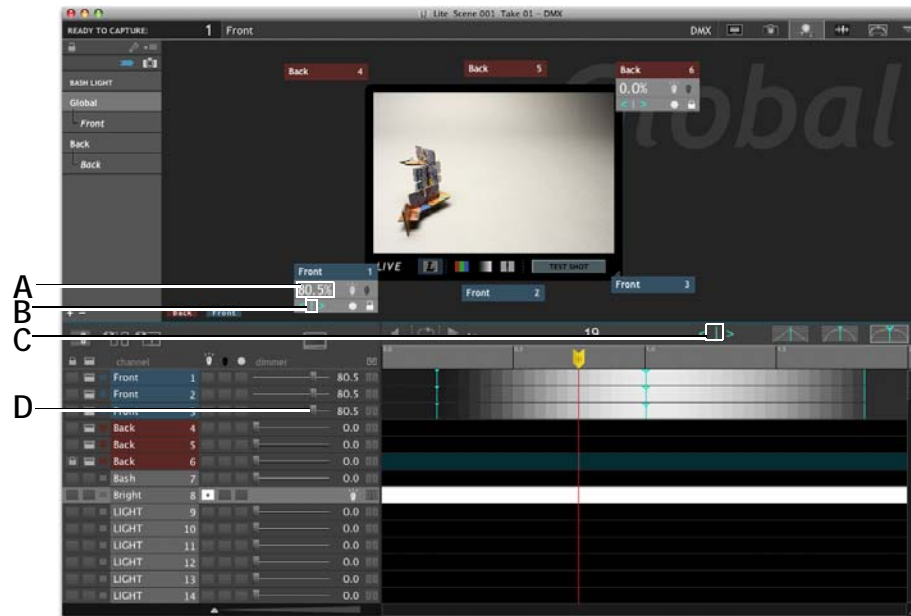 Lite Scene 001 Take 01 – DMX
READY TO CAPTURE: 1 Front DMX
BASH LIGHT
Global
Front
Back
Back
Back 4
Back 5
Back 6
0.0%
Global
LIVE
TEST SHOT
Front 1
80.5%
Front 2
Front 3
Back Front
A
B
C
D
19
channel dimmer
Front 1 80.5
Front 2 80.5
Front 3 80.5
Back 4 0.0
Back 5 0.0
Back 6 0.0
Bash 7 0.0
Bright 8
LIGHT 9 0.0
LIGHT 10 0.0
LIGHT 11 0.0
LIGHT 12 0.0
LIGHT 13 0.0
LIGHT 14 0.0